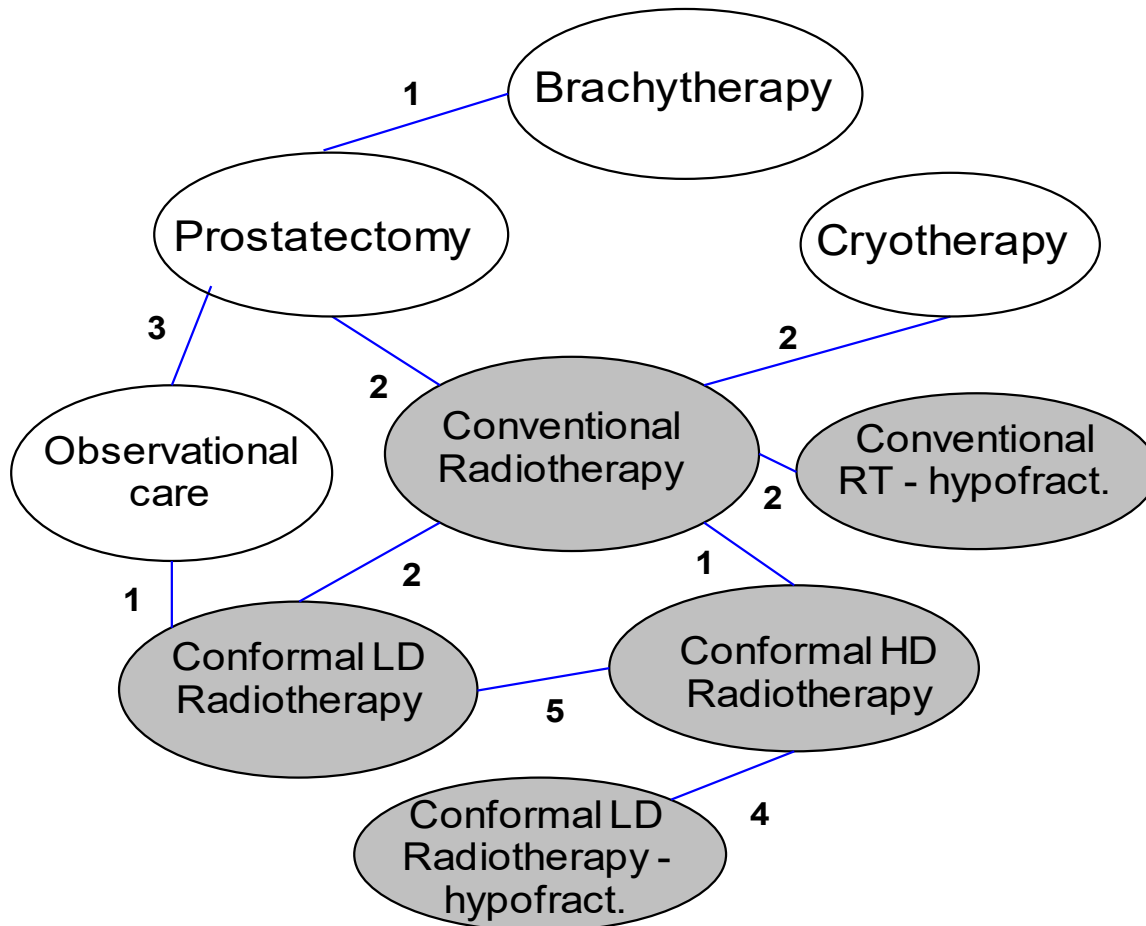 1
Brachytherapy
Prostatectomy
Cryotherapy
3
2
2
Conventional
Radiotherapy
Conventional
RT - hypofract.
2
Observational
care
1
2
1
Conformal LD
Radiotherapy
5
Conformal HD
Radiotherapy
4
Conformal LD
Radiotherapy -
hypofract.